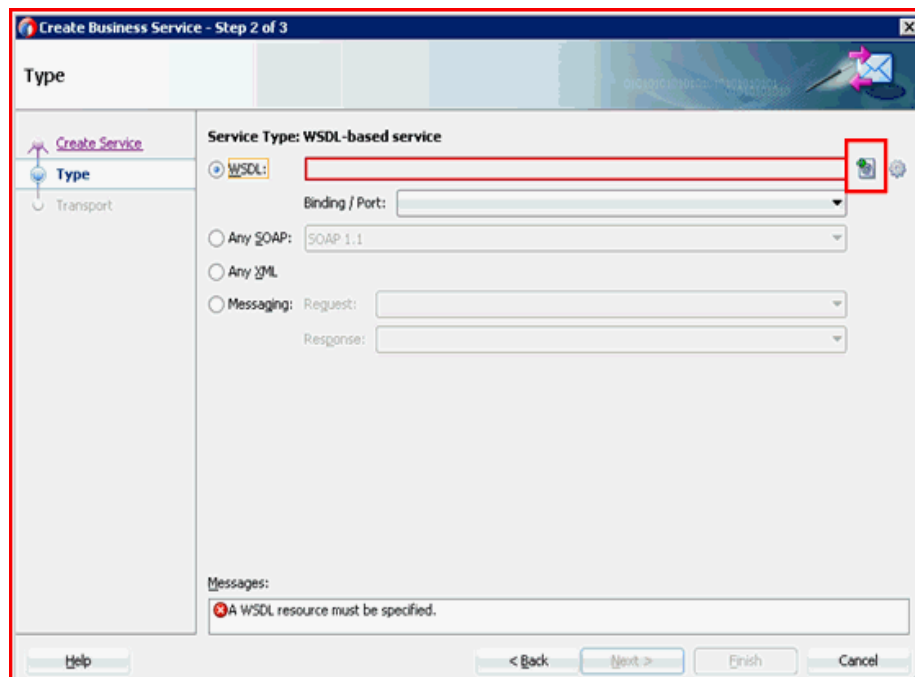 Create Business Service - Step 2 of 3
Type
Create Service
Type
Transport
Service Type: WSDL-based service
WSDL:
Binding / Port:
Any SOAP: SOAP 1.1
Any XML
Messaging: Request:
Response:
Messages:
A WSDL resource must be specified.
Help < Back Next > Finish Cancel